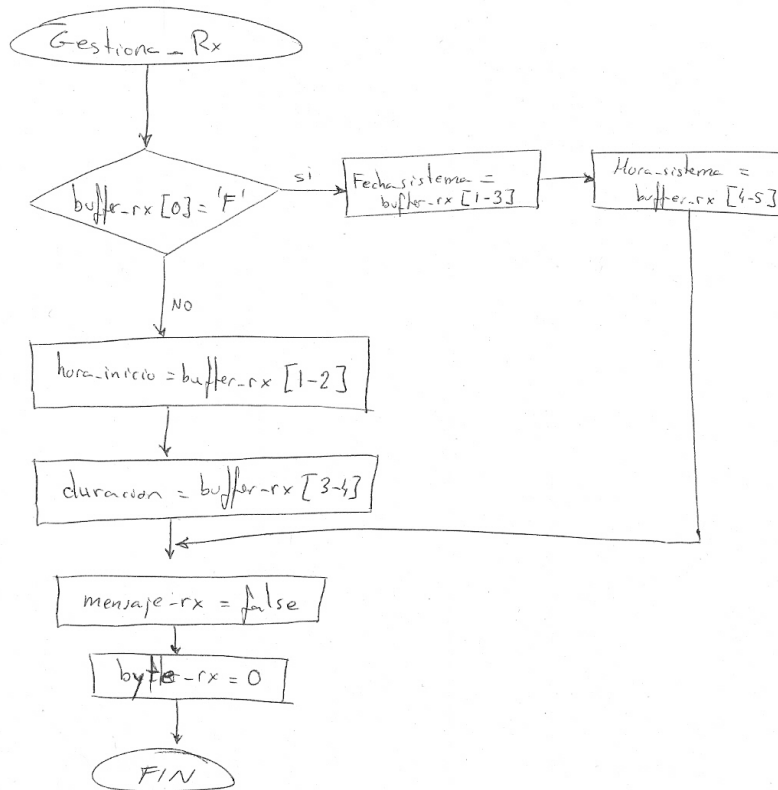 Gestiona_Rx
buffer_rx [0] = 'F'
si
Fecha_sistema =
buffer_rx [1-3]
Hora_sistema =
buffer_rx [4-5]
NO
hora_inicio = buffer_rx [1-2]
duracion = buffer_rx [3-4]
mensaje_rx = false
byte_rx = 0
FIN